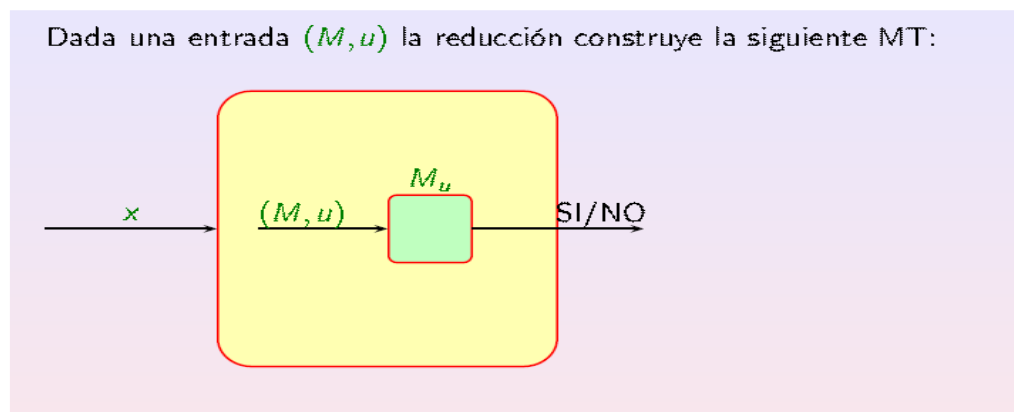 Dada una entrada (M, u) la reducción construye la siguiente MT:
M_u
x
(M, u)
SI/NO